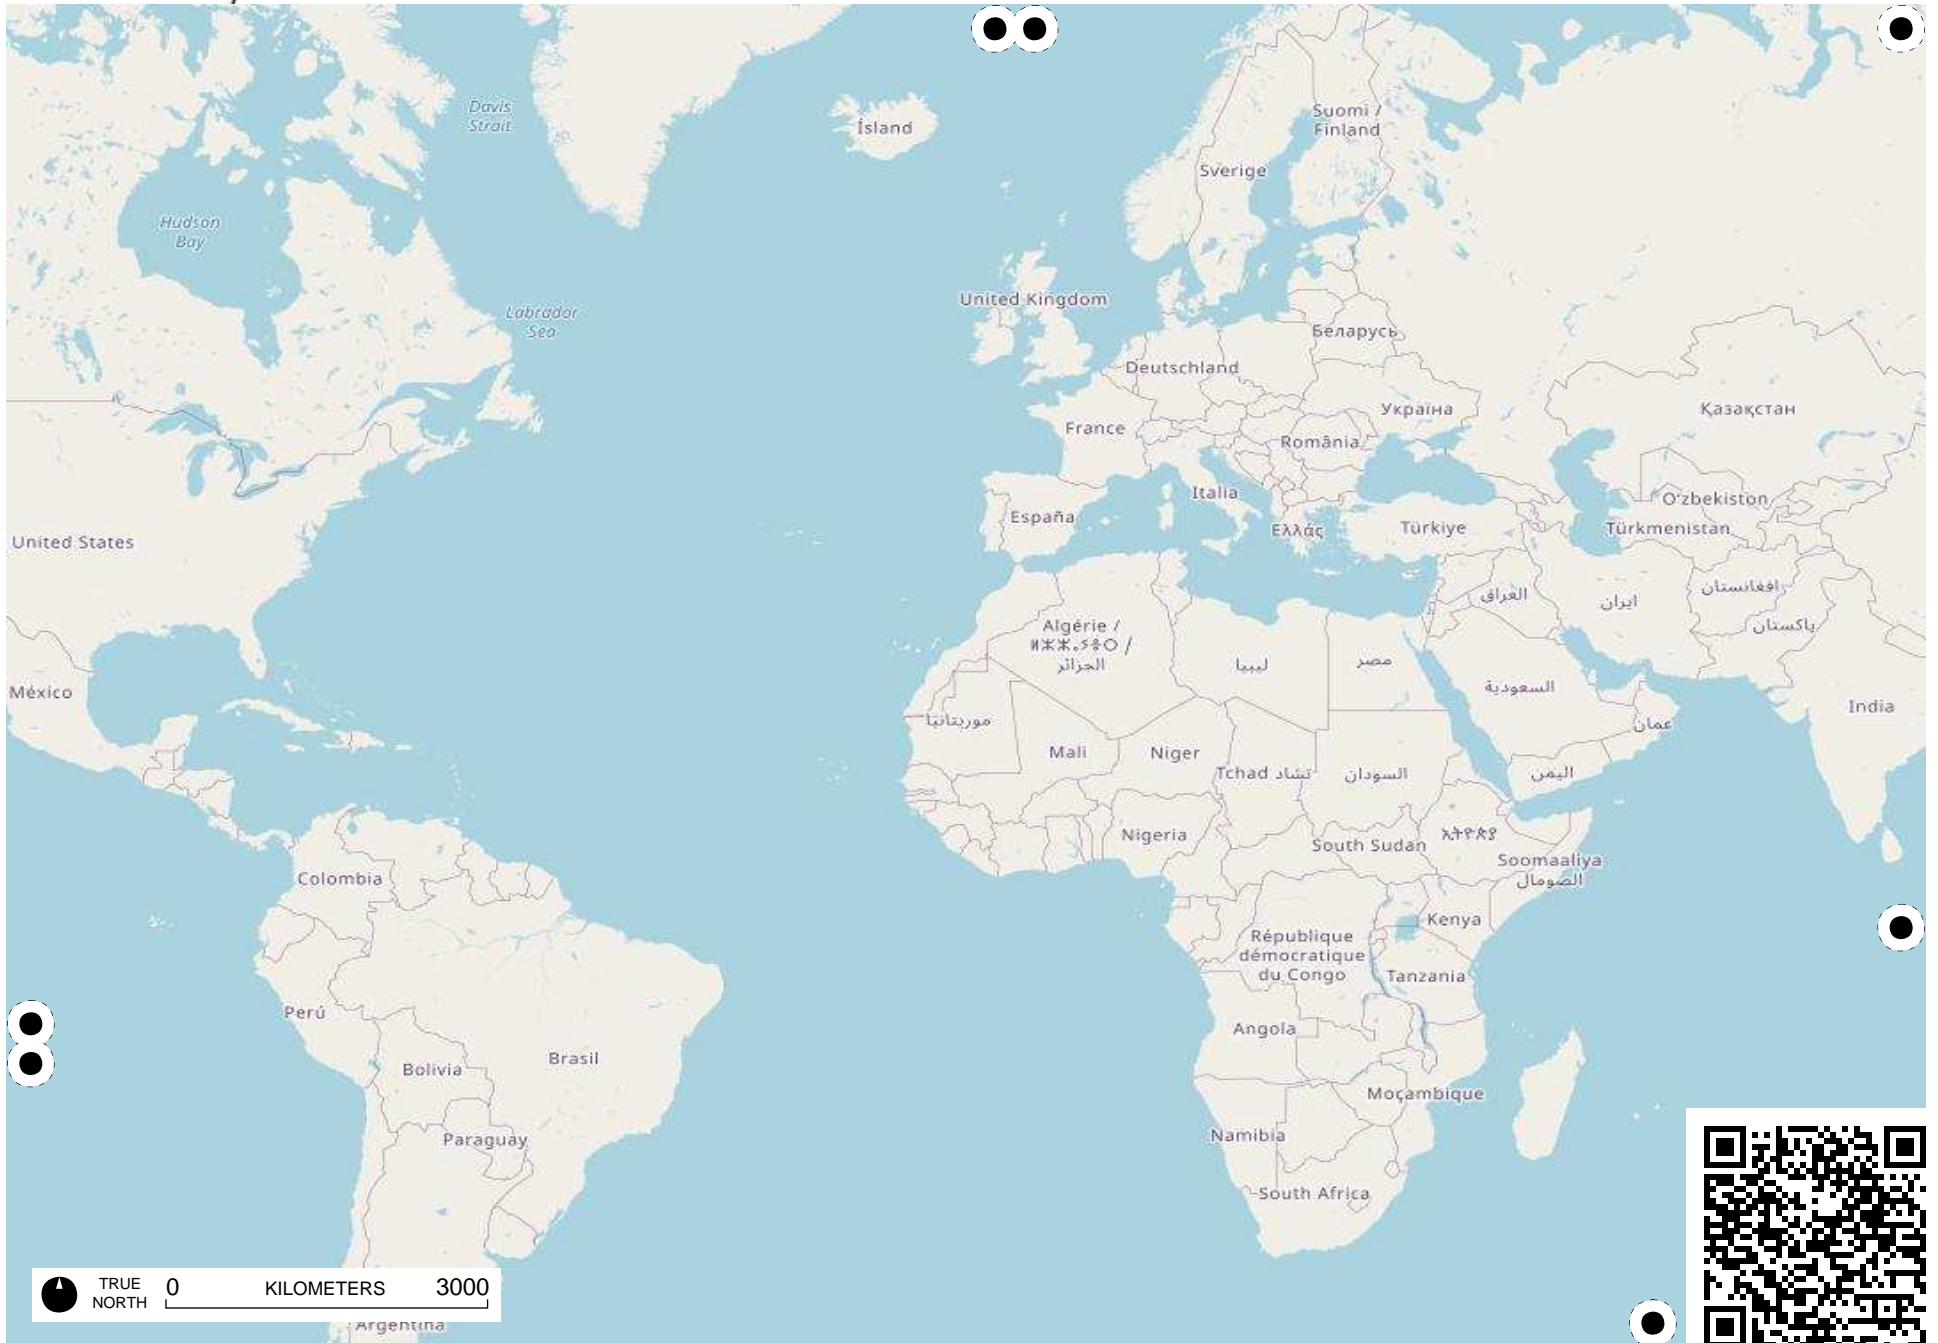 Davis
Strait
Ísland
Suomi /
Finland
Sverige
Hudson
Bay
Labrador
Sea
United Kingdom
Беларусь
Deutschland
Україна
Қазақстан
France
România
Italia
España
Ελλάς
Türkiye
Oʻzbekiston
Türkmenistan
United States
العراق
ایران
افغانستان
پاکستان
Algérie /
ⵍⵣⵣⴰⵢⴻⵔ /
الجزائر
ليبيا
مصر
السعودية
عمان
India
México
موريتانيا
Mali
Niger
Tchad تشاد
السودان
اليمن
Nigeria
South Sudan
ኢትዮጵያ
Soomaaliya
الصومال
Colombia
Kenya
République
démocratique
du Congo
Tanzania
Perú
Angola
Brasil
Bolivia
Moçambique
Namibia
Paraguay
South Africa
TRUE
NORTH
0 KILOMETERS 3000
Argentina